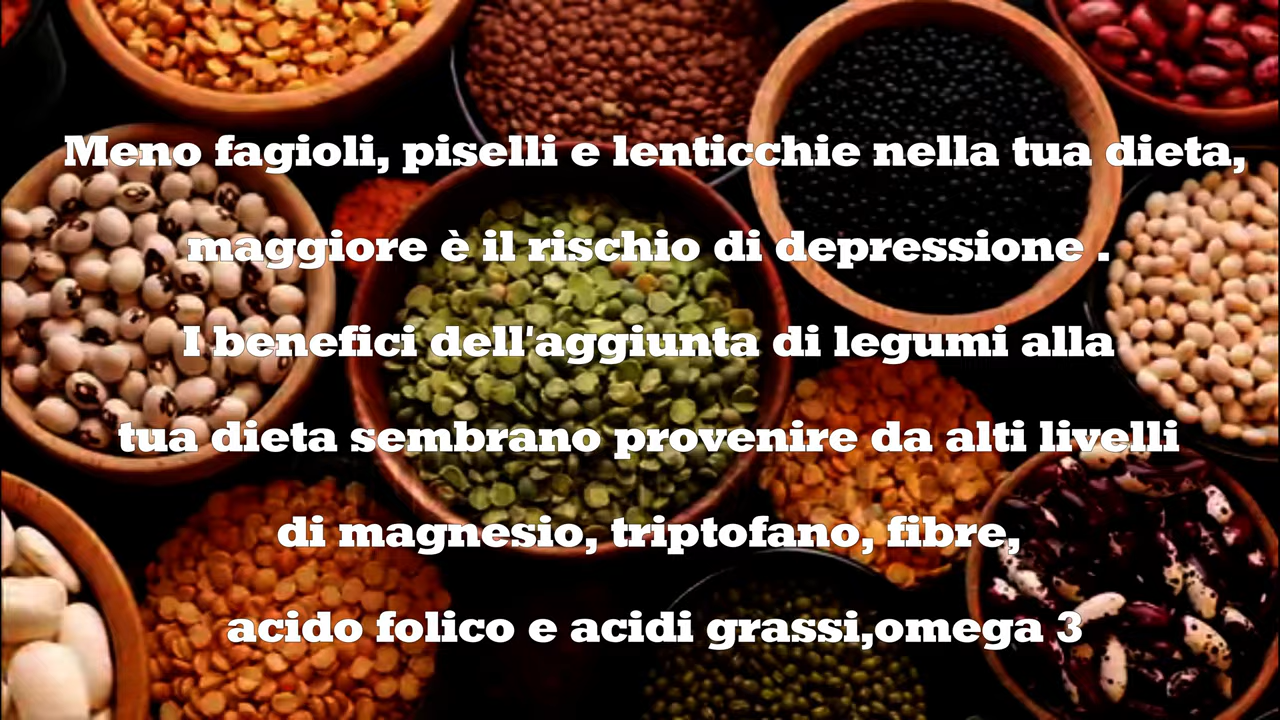 Meno fagioli, piselli e lenticchie nella tua dieta,
maggiore è il rischio di depressione .
I benefici dell'aggiunta di legumi alla
tua dieta sembrano provenire da alti livelli
di magnesio, triptofano, fibre,
acido folico e acidi grassi,omega 3